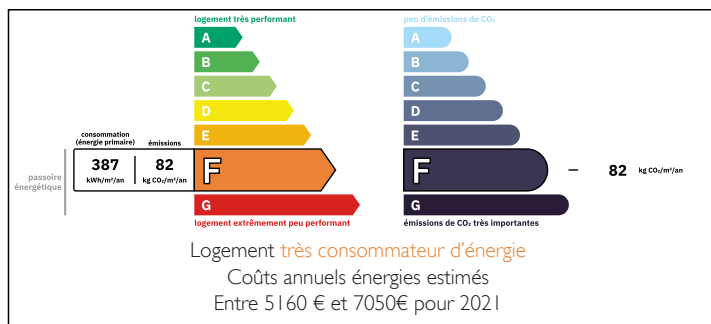 logement très performant
A
B
C
D
E
consommation
(énergie primaire)
émissions
387
kWh/m²/an
82
kg CO₂/m²/an
F
passoire
énergétique
G
logement extrêmement peu performant
peu d'émissions de CO₂
A
B
C
D
E
F
82 kg CO₂/m²/an
G
émissions de CO₂ très importantes
Logement très consommateur d'énergie
Coûts annuels énergies estimés
Entre 5160 € et 7050€ pour 2021